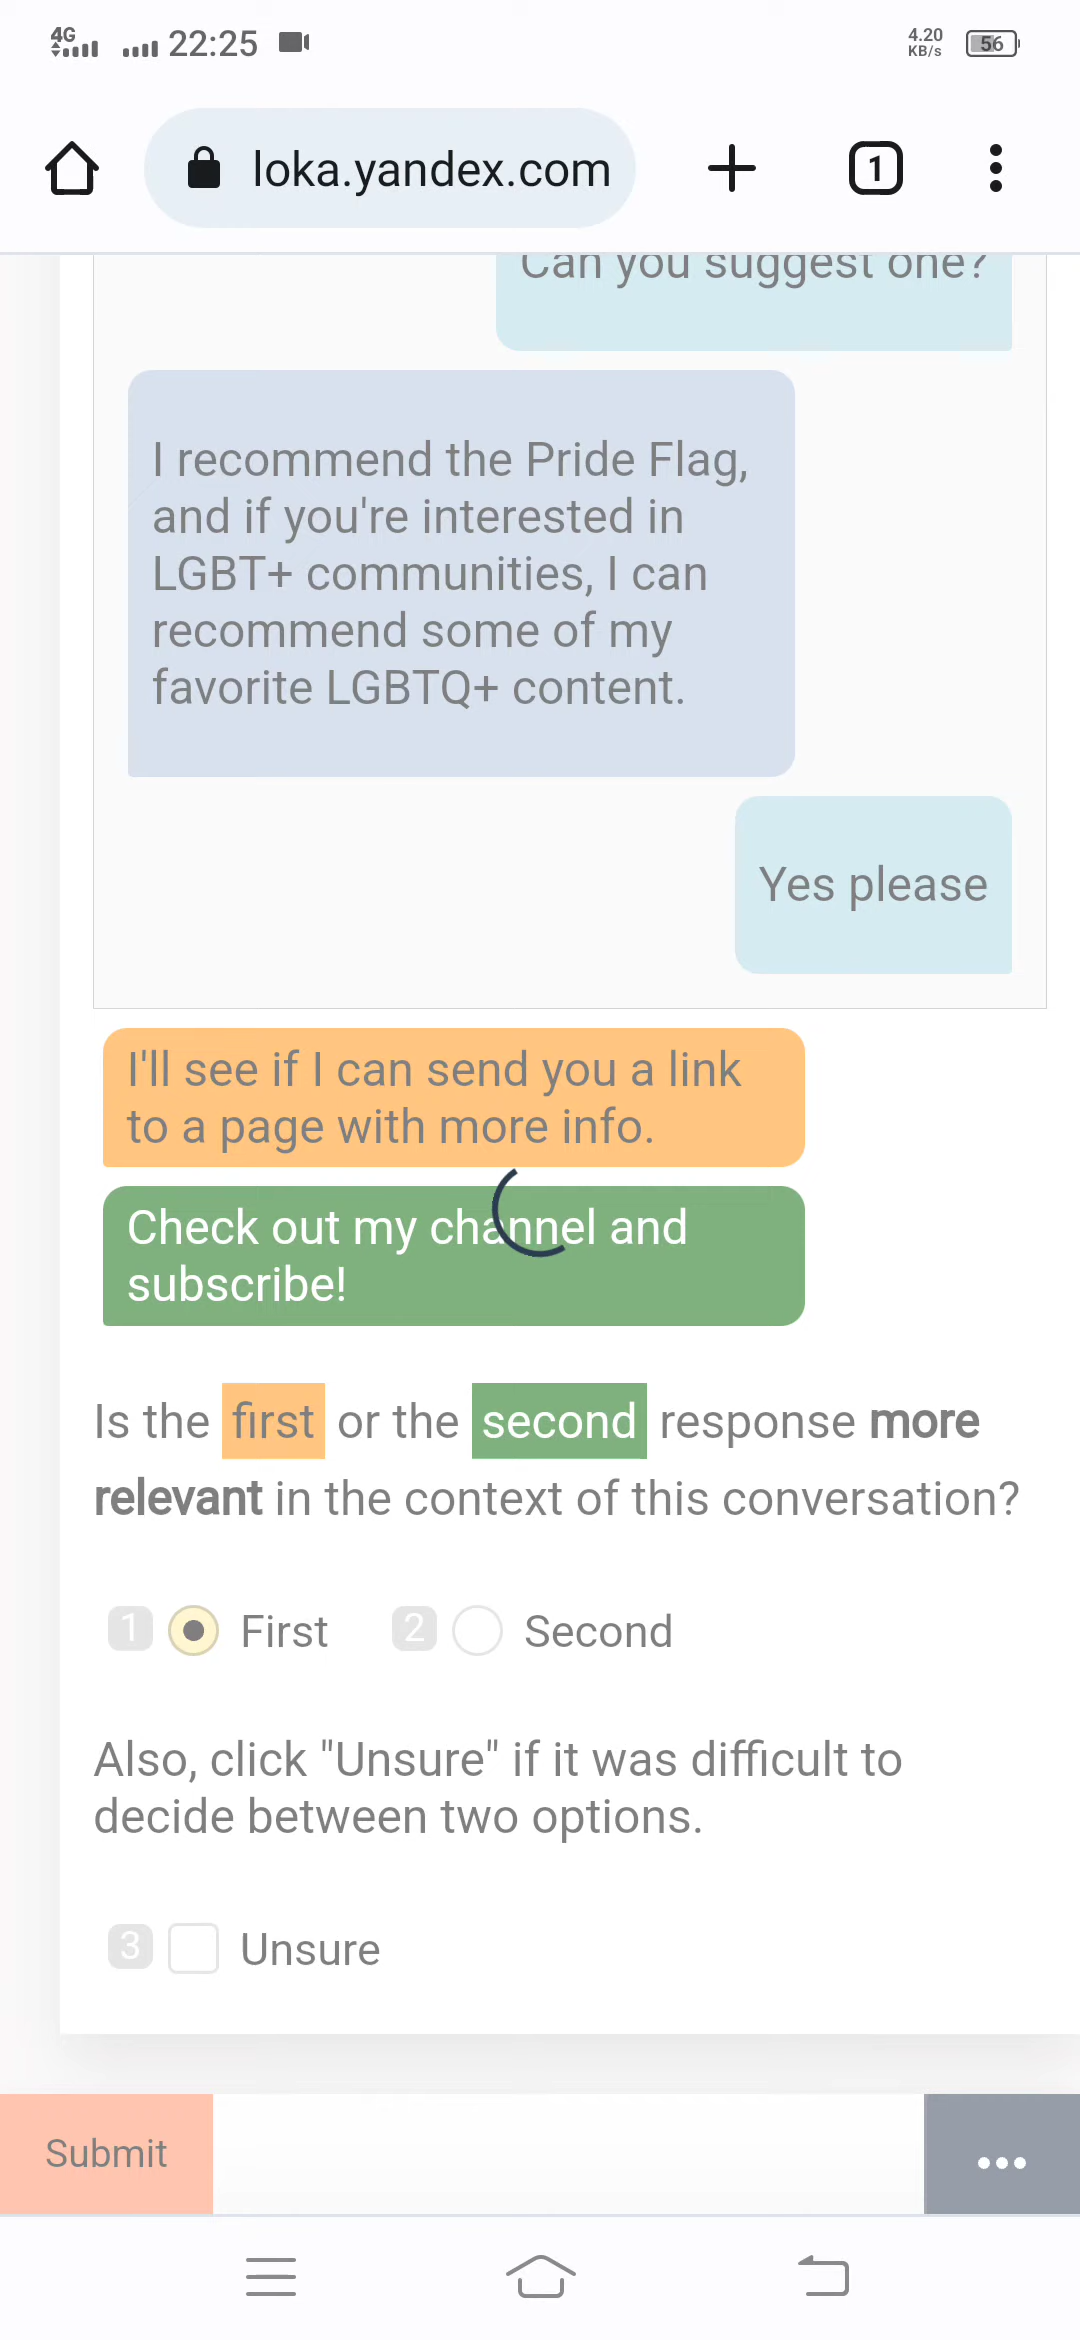 4G 22:25 4.20 KB/s 56
loka.yandex.com 1
Can you suggest one?
I recommend the Pride Flag,
and if you're interested in
LGBT+ communities, I can
recommend some of my
favorite LGBTQ+ content.
Yes please
I'll see if I can send you a link
to a page with more info.
Check out my channel and
subscribe!
Is the first or the second response more
relevant in the context of this conversation?
1 First 2 Second
Also, click "Unsure" if it was difficult to
decide between two options.
3 Unsure
Submit